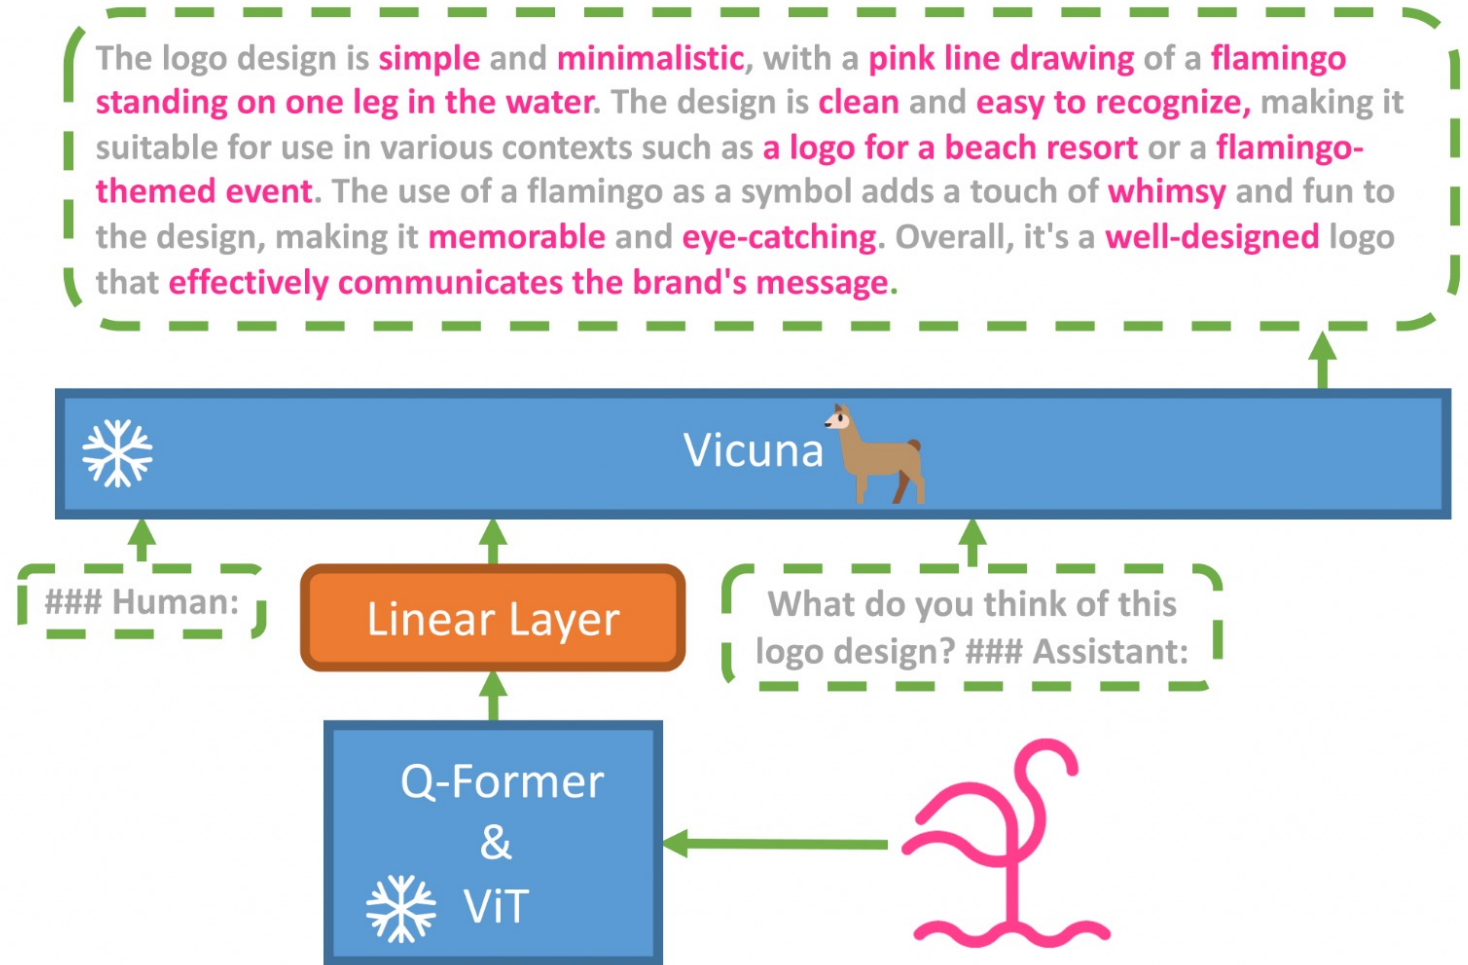 The logo design is simple and minimalistic, with a pink line drawing of a flamingo
standing on one leg in the water. The design is clean and easy to recognize, making it
suitable for use in various contexts such as a logo for a beach resort or a flamingo-
themed event. The use of a flamingo as a symbol adds a touch of whimsy and fun to
the design, making it memorable and eye-catching. Overall, it's a well-designed logo
that effectively communicates the brand's message.
Vicuna
### Human:
Linear Layer
What do you think of this
logo design? ### Assistant:
Q-Former
&
ViT